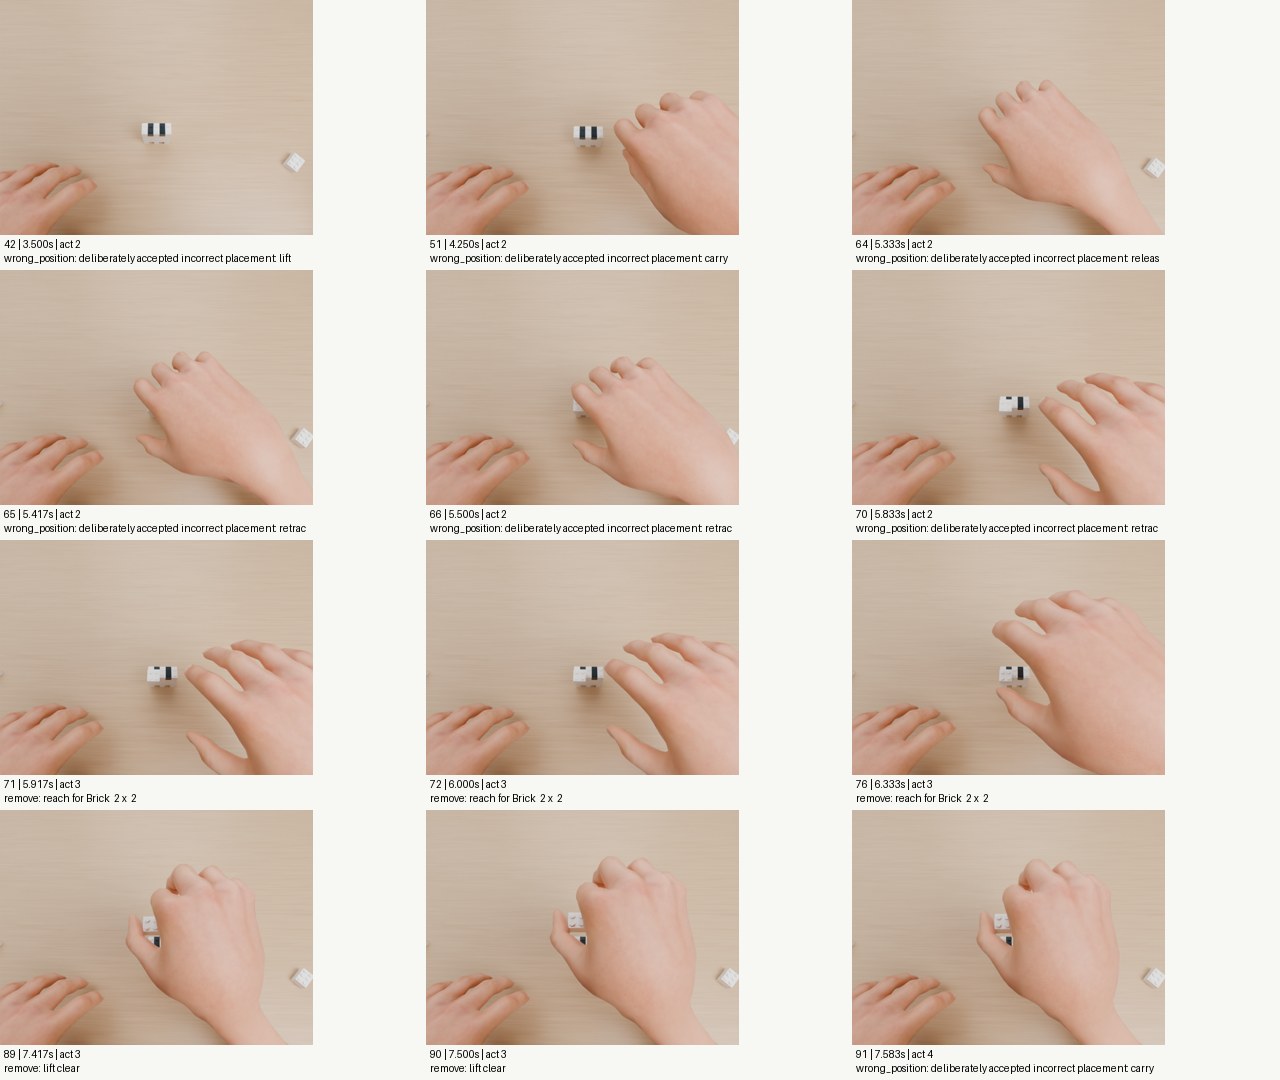 42 | 3.500s | act 2
wrong_position: deliberately accepted incorrect placement: lift
51 | 4.250s | act 2
wrong_position: deliberately accepted incorrect placement: carry
64 | 5.333s | act 2
wrong_position: deliberately accepted incorrect placement: releas
65 | 5.417s | act 2
wrong_position: deliberately accepted incorrect placement: retrac
66 | 5.500s | act 2
wrong_position: deliberately accepted incorrect placement: retrac
70 | 5.833s | act 2
wrong_position: deliberately accepted incorrect placement: retrac
71 | 5.917s | act 3
remove: reach for Brick 2 x 2
72 | 6.000s | act 3
remove: reach for Brick 2 x 2
76 | 6.333s | act 3
remove: reach for Brick 2 x 2
89 | 7.417s | act 3
remove: lift clear
90 | 7.500s | act 3
remove: lift clear
91 | 7.583s | act 4
wrong_position: deliberately accepted incorrect placement: carry